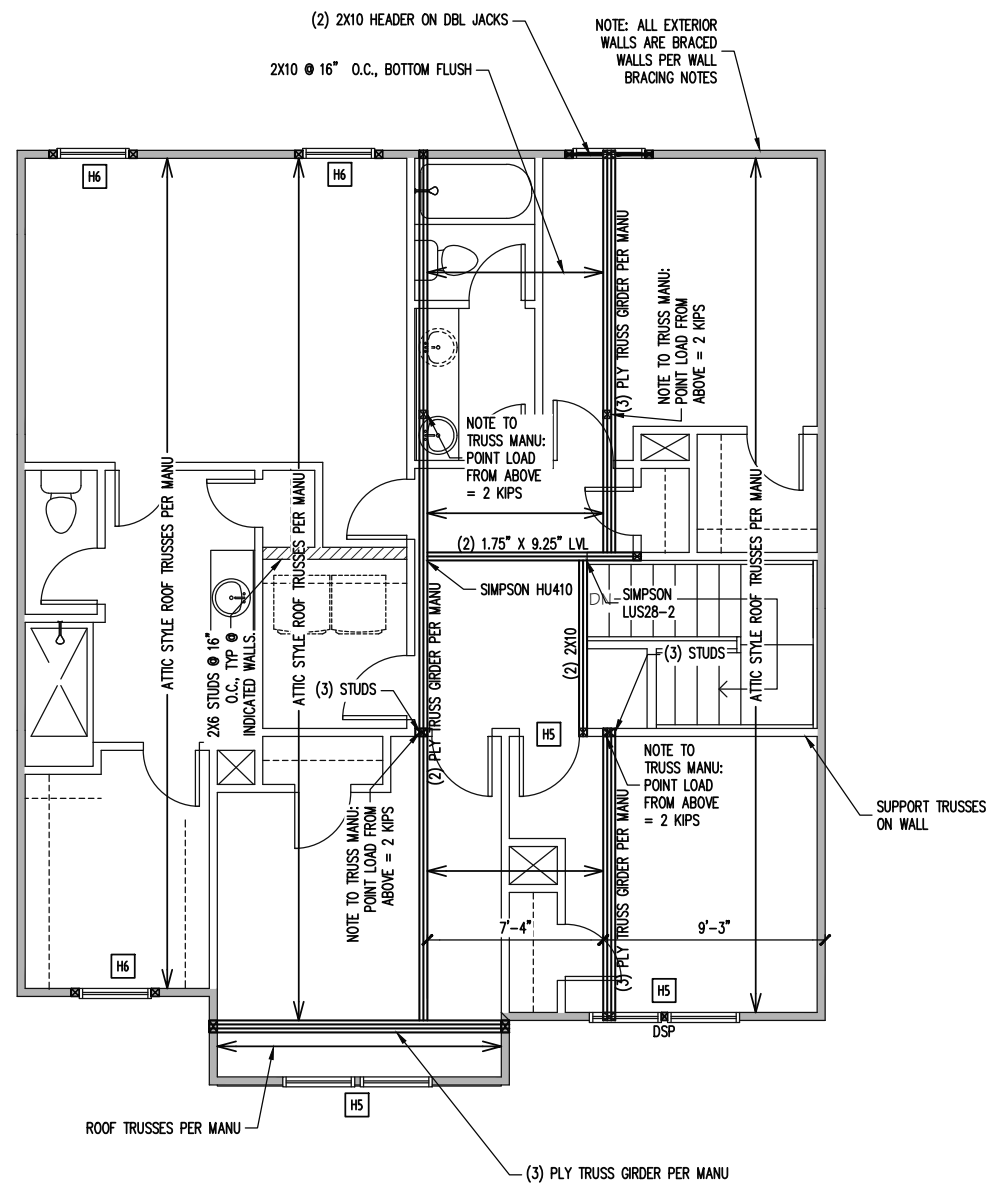 (2) 2X10 HEADER ON DBL JACKS
NOTE: ALL EXTERIOR
WALLS ARE BRACED
WALLS PER WALL
BRACING NOTES
2X10 @ 16" O.C., BOTTOM FLUSH
H6
H6
(3) PLY TRUSS GIRDER PER MANU
NOTE TO TRUSS MANU:
POINT LOAD FROM
ABOVE = 2 KIPS
NOTE TO
TRUSS MANU:
POINT LOAD
FROM ABOVE
= 2 KIPS
ATTIC STYLE ROOF TRUSSES PER MANU
ATTIC STYLE ROOF TRUSSES PER MANU
ATTIC STYLE ROOF TRUSSES PER MANU
(2) 1.75" X 9.25" LVL
SIMPSON HU410
DN
SIMPSON
LUS28-2
(2) PLY TRUSS GIRDER PER MANU
(2) 2X10
2X6 STUDS @ 16"
O.C., TYP @
INDICATED WALLS.
(3) STUDS
(3) STUDS
H5
NOTE TO
TRUSS MANU:
POINT LOAD
FROM ABOVE
= 2 KIPS
SUPPORT TRUSSES
ON WALL
NOTE TO TRUSS MANU:
POINT LOAD FROM
ABOVE = 2 KIPS
(3) PLY TRUSS GIRDER PER MANU
7'-4"
9'-3"
H6
H5
DSP
H5
ROOF TRUSSES PER MANU
(3) PLY TRUSS GIRDER PER MANU